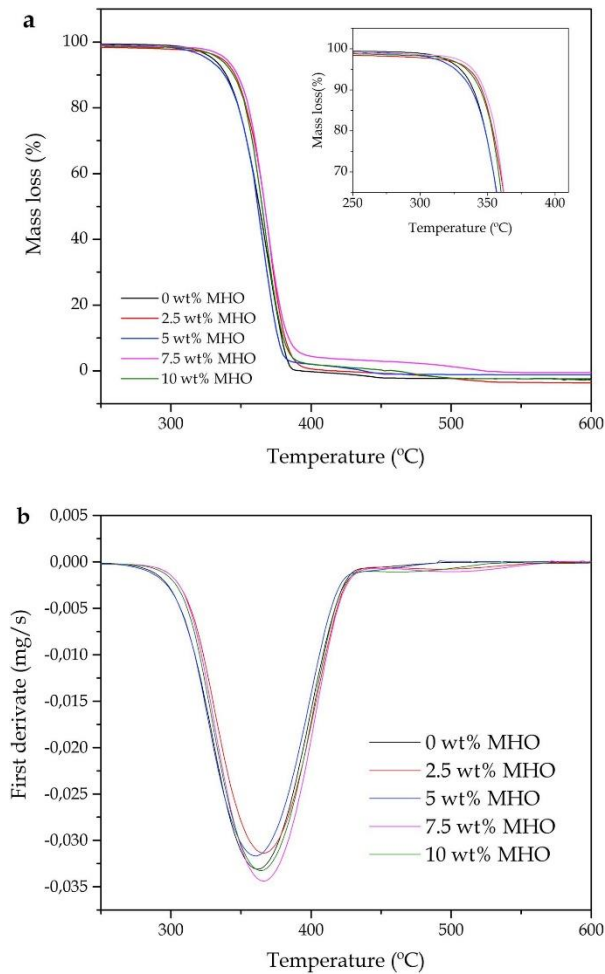 a
100
80
60
40
20
0
Mass loss (%)
300
400
500
600
Temperature (ºC)
0 wt% MHO
2.5 wt% MHO
5 wt% MHO
7.5 wt% MHO
10 wt% MHO
100
90
80
70
Mass loss(%)
250
300
350
400
Temperature (ºC)
b
0,005
0,000
-0,005
-0,010
-0,015
-0,020
-0,025
-0,030
-0,035
First derivate (mg/s)
300
400
500
600
Temperature (ºC)
0 wt% MHO
2.5 wt% MHO
5 wt% MHO
7.5 wt% MHO
10 wt% MHO